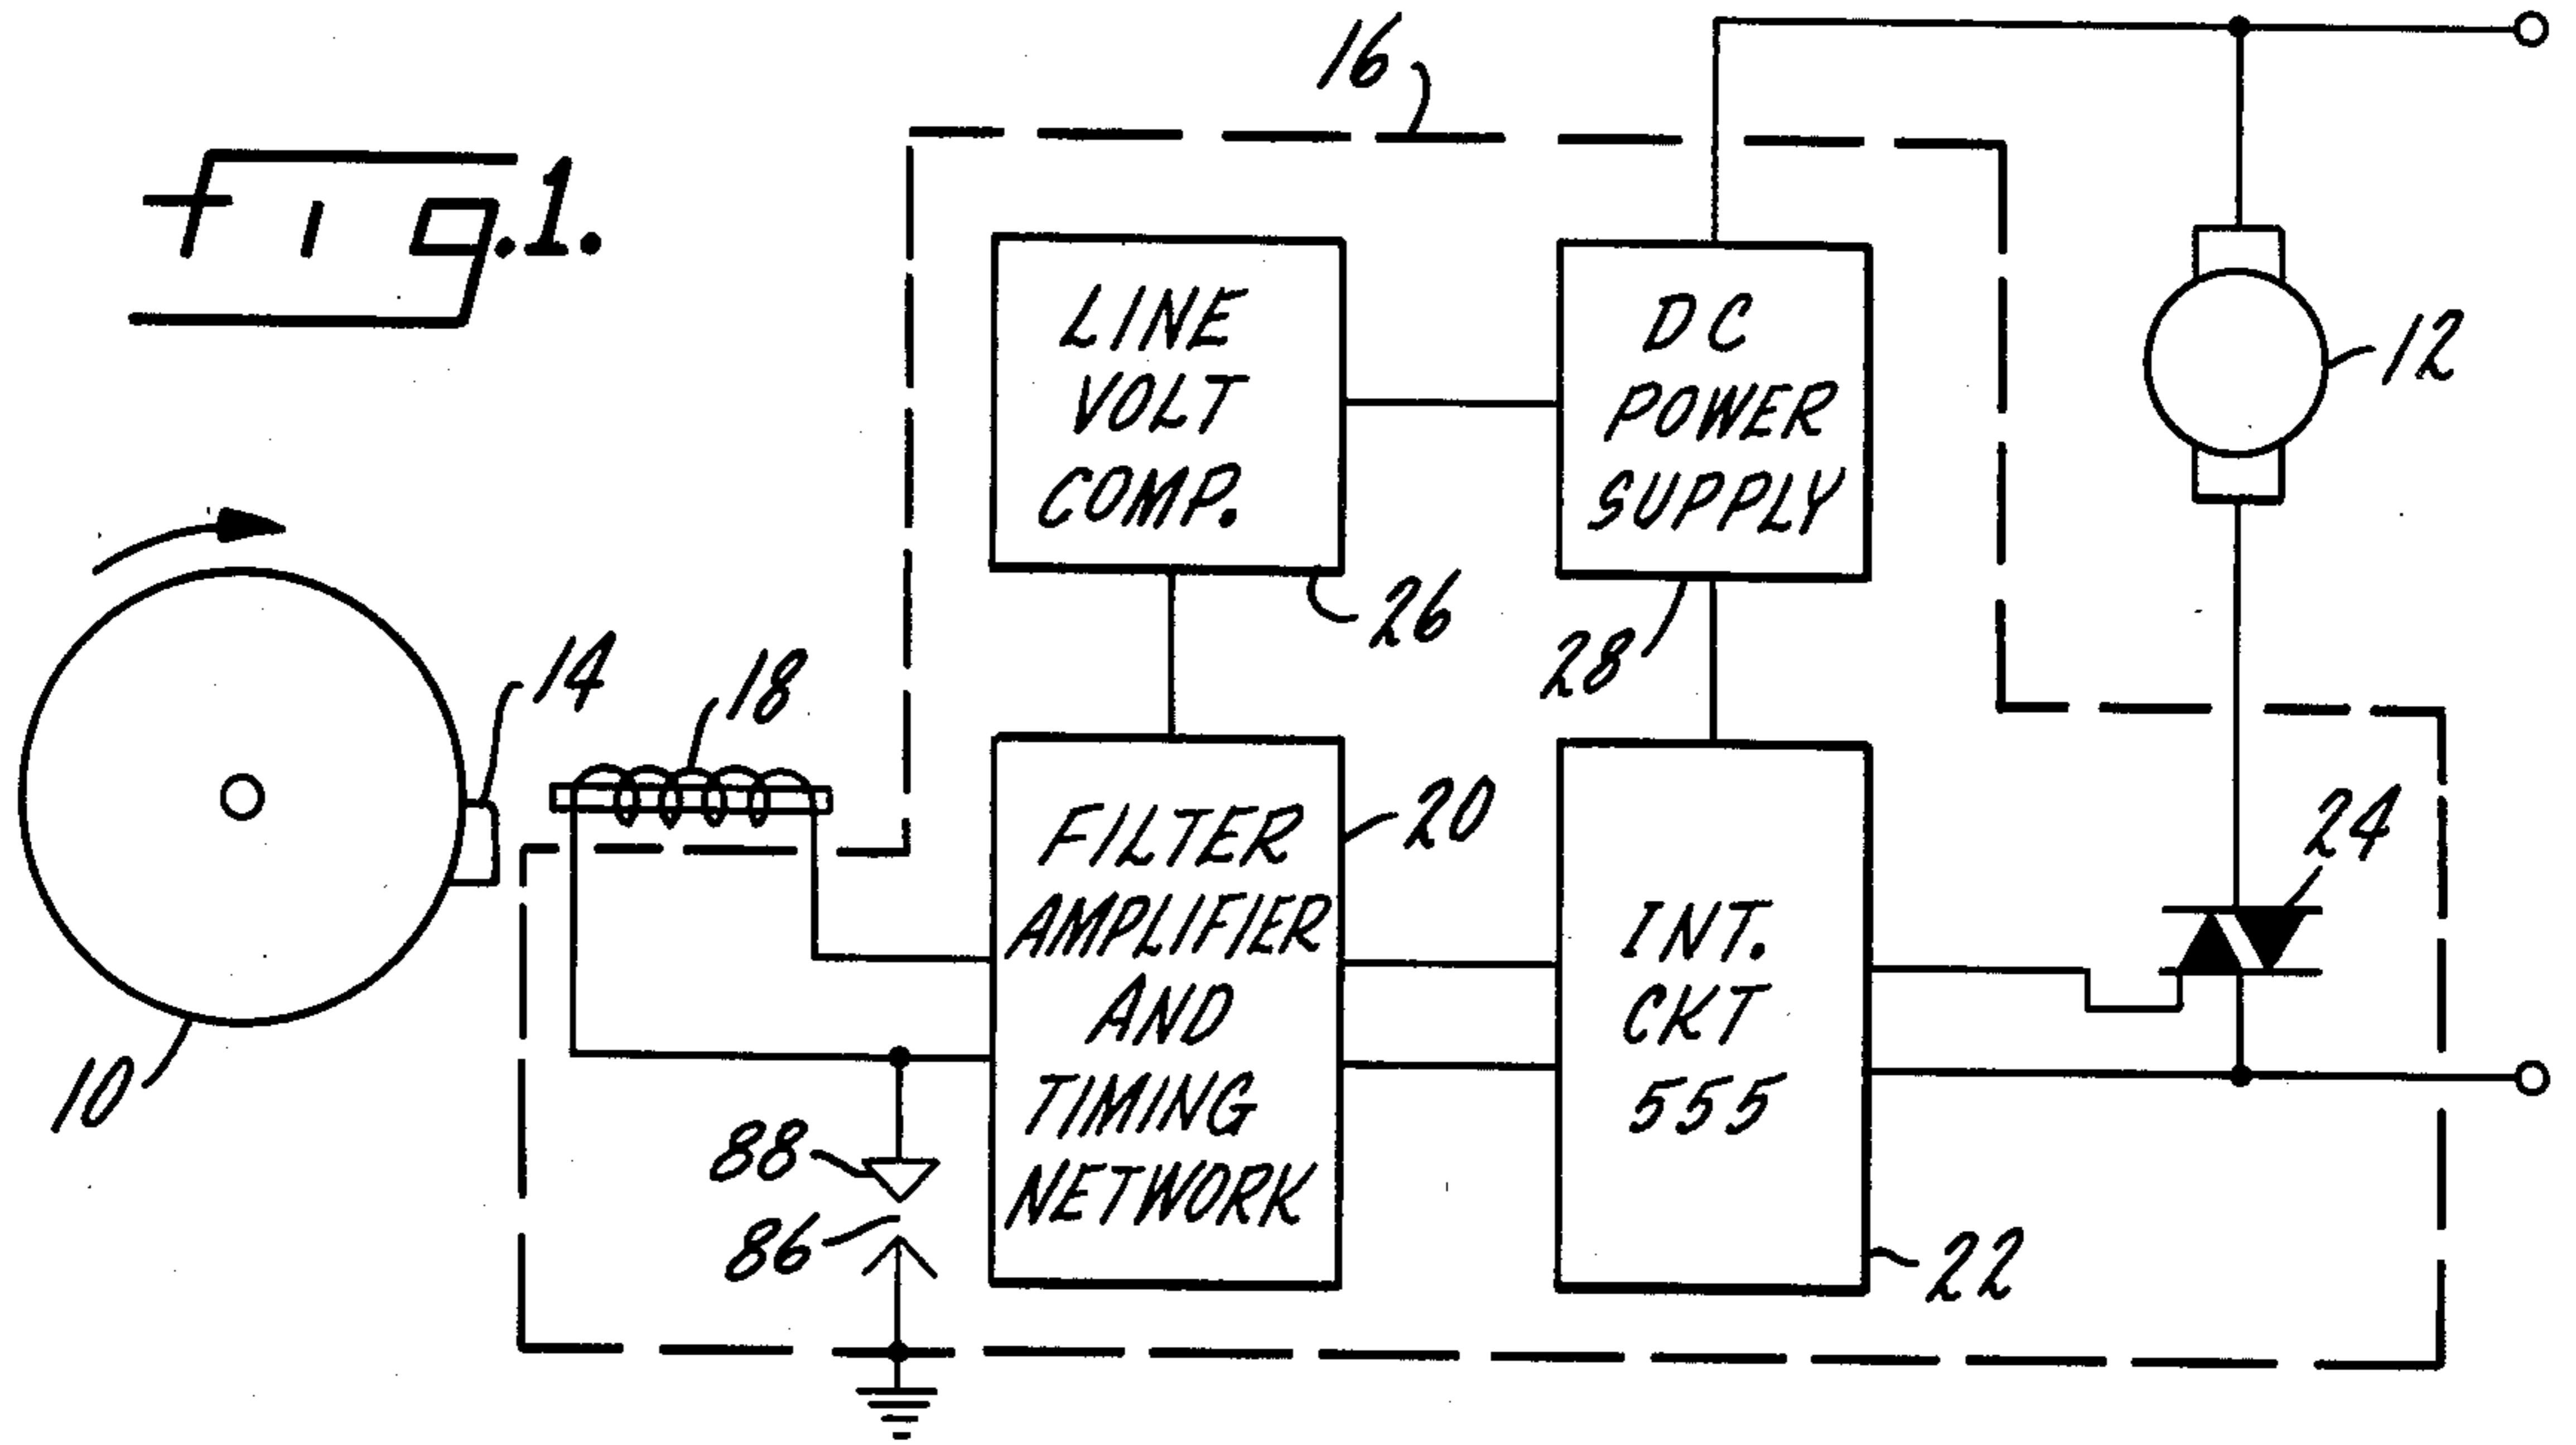 Fig.1.
16
LINE
VOLT
COMP.
26
DC
POWER
SUPPLY
28
12
14
18
10
FILTER
AMPLIFIER
AND
TIMING
NETWORK
20
INT.
CKT
555
22
24
88
86